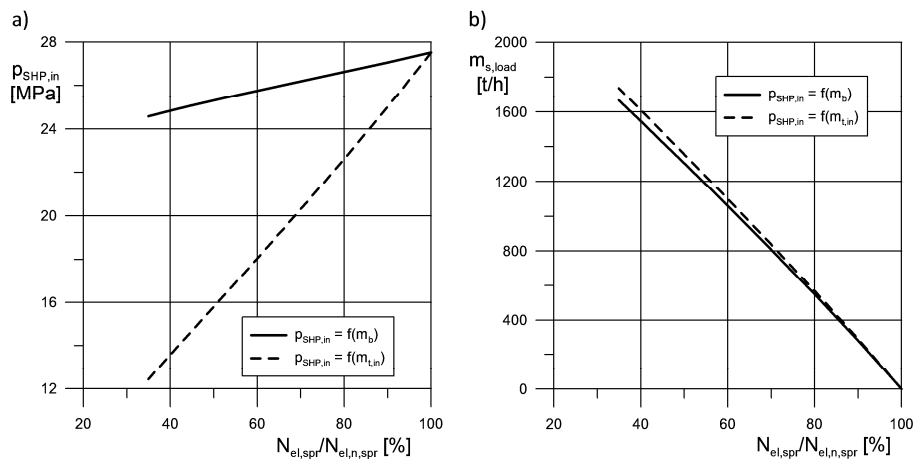 a)
p_SHP,in
[MPa]
28
24
20
16
12
20
40
60
80
100
N_el,spr/N_el,n,spr [%]
p_SHP,in = f(m_b)
p_SHP,in = f(m_t,in)
b)
m_s,load
[t/h]
2000
1600
1200
800
400
0
20
40
60
80
100
N_el,spr/N_el,n,spr [%]
p_SHP,in = f(m_b)
p_SHP,in = f(m_t,in)